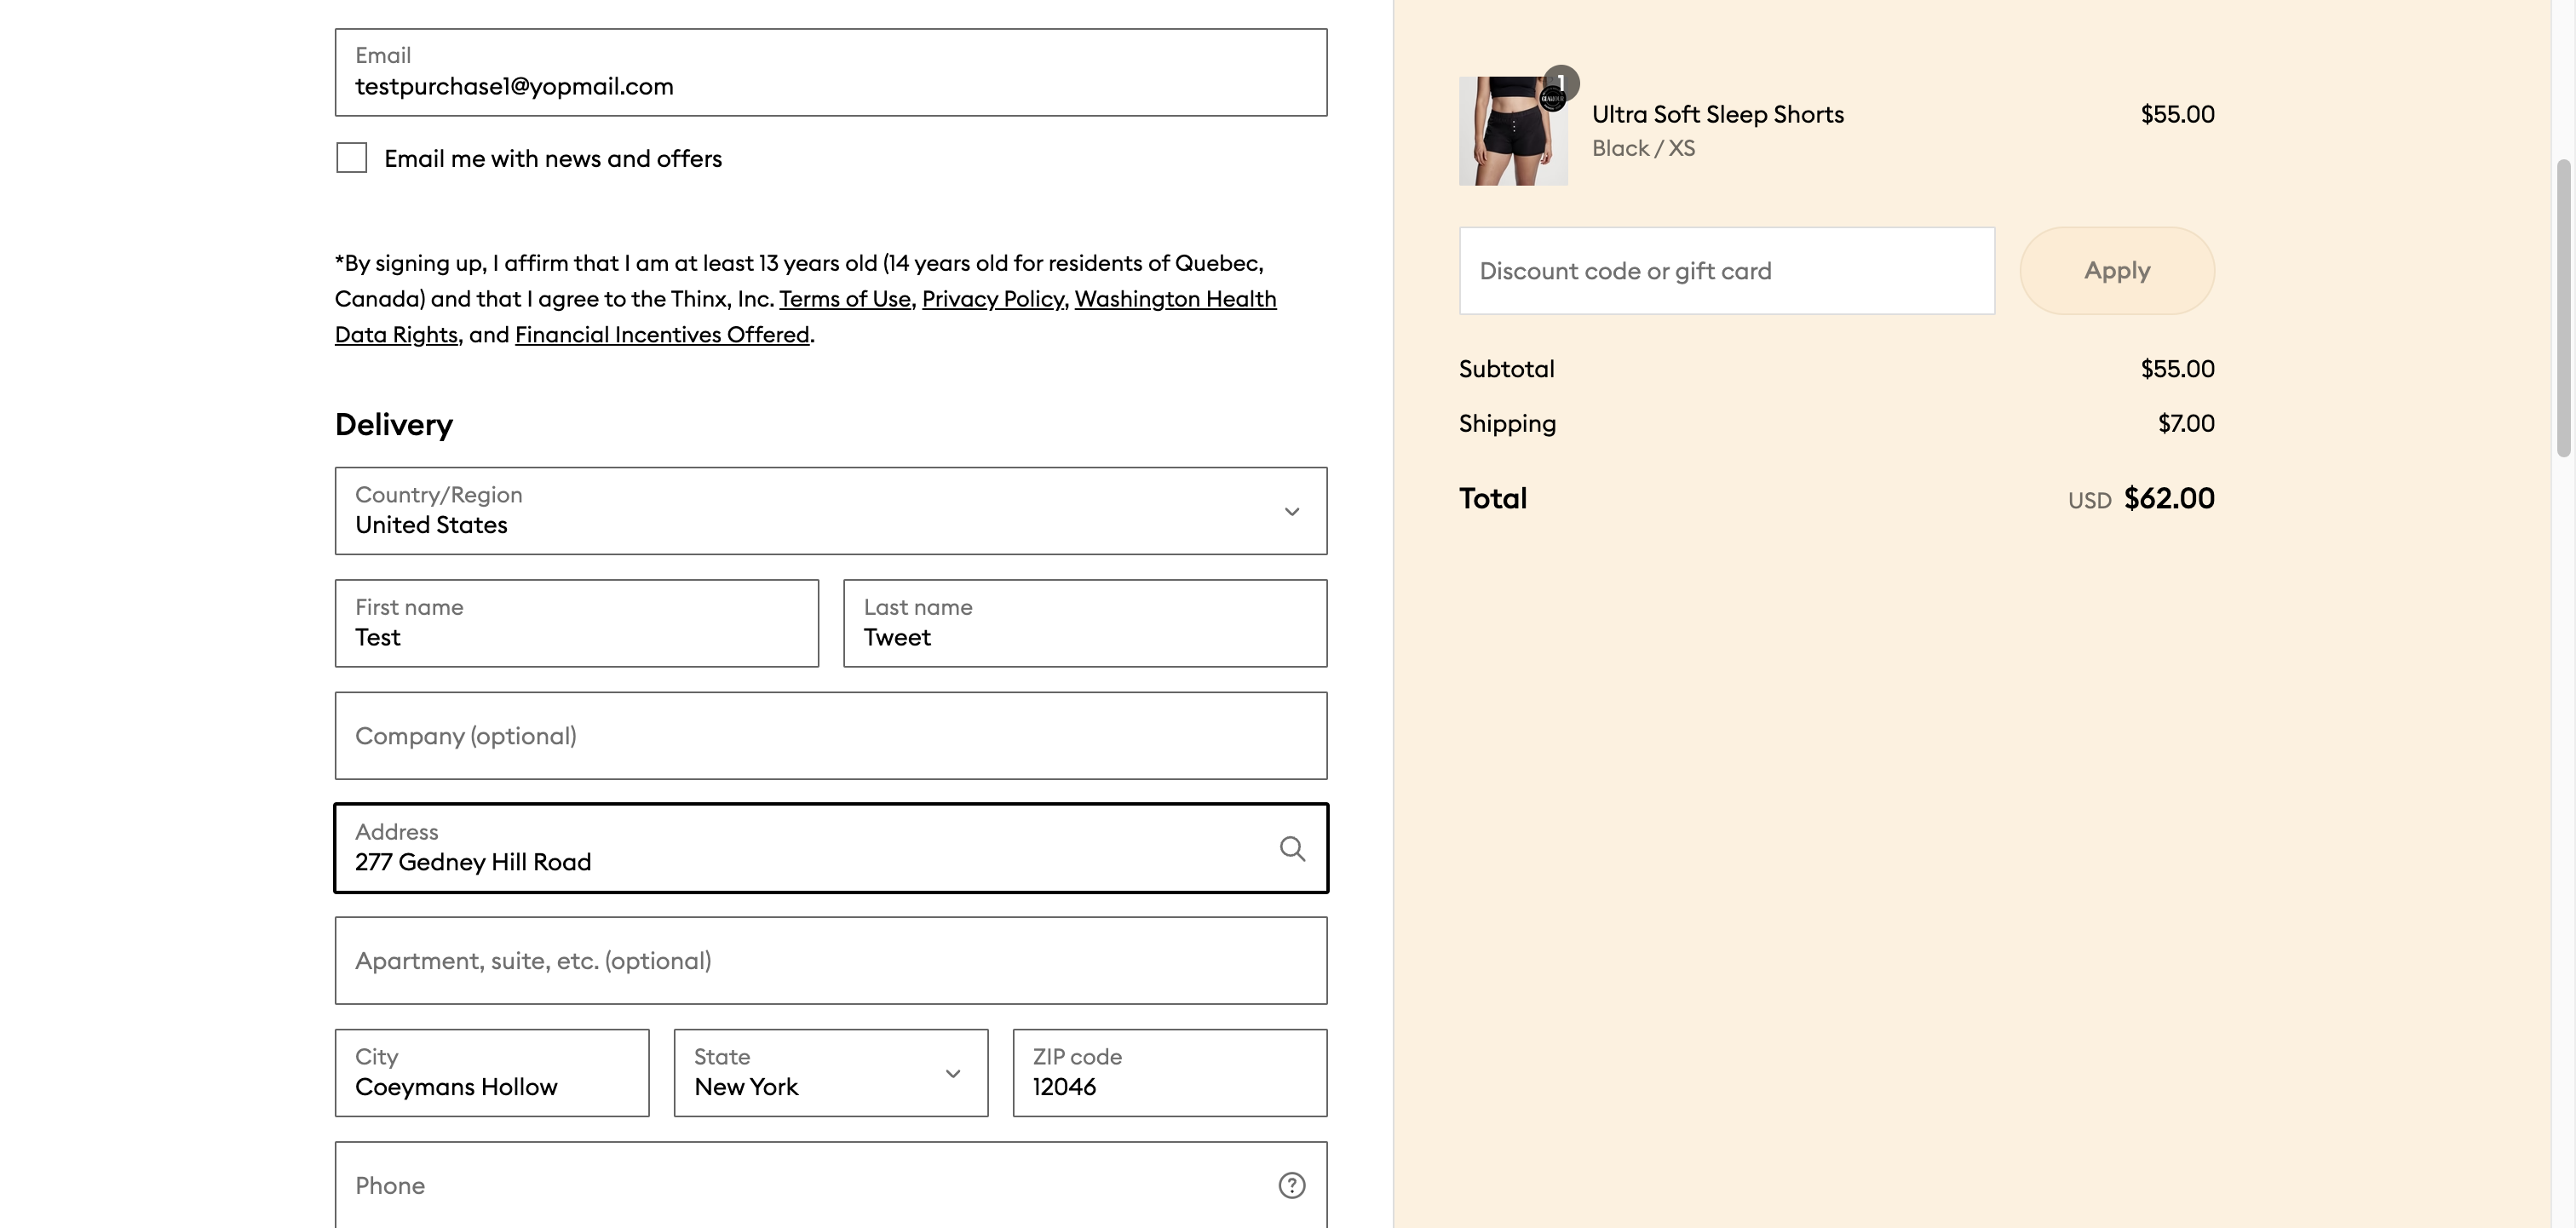 Email
testpurchase1@yopmail.com
Email me with news and offers
*By signing up, I affirm that I am at least 13 years old (14 years old for residents of Quebec,
Canada) and that I agree to the Thinx, Inc. Terms of Use, Privacy Policy, Washington Health
Data Rights, and Financial Incentives Offered.
Delivery
Country/Region
United States
First name
Test
Last name
Tweet
Company (optional)
Address
277 Gedney Hill Road
Apartment, suite, etc. (optional)
City
Coeymans Hollow
State
New York
ZIP code
12046
Phone
1
Ultra Soft Sleep Shorts
$55.00
Black / XS
Discount code or gift card
Apply
Subtotal
$55.00
Shipping
$7.00
Total
USD $62.00